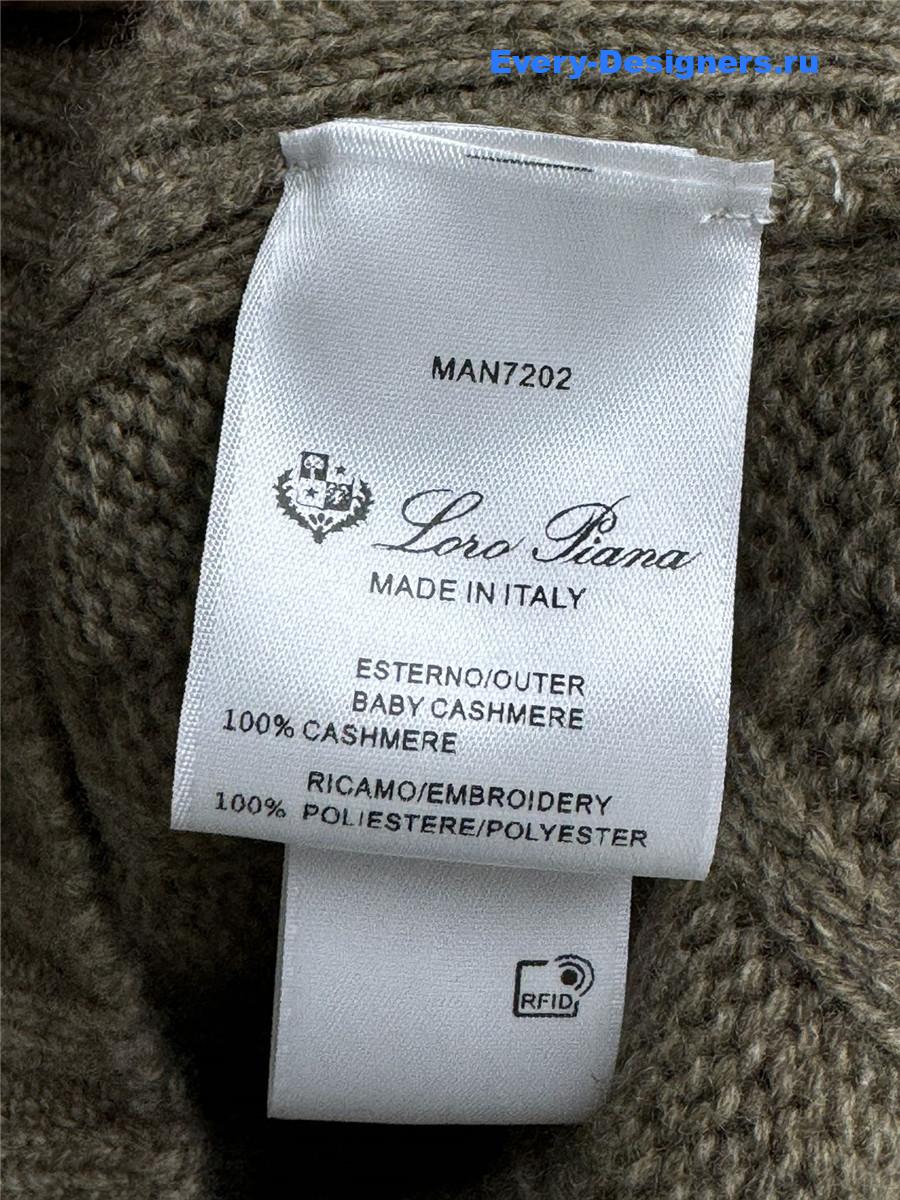 Every-Designers.ru
MAN7202
Loro Piana
MADE IN ITALY
ESTERNO/OUTER
BABY CASHMERE
100% CASHMERE
RICAMO/EMBROIDERY
100% POLIESTERE/POLYESTER
RFID